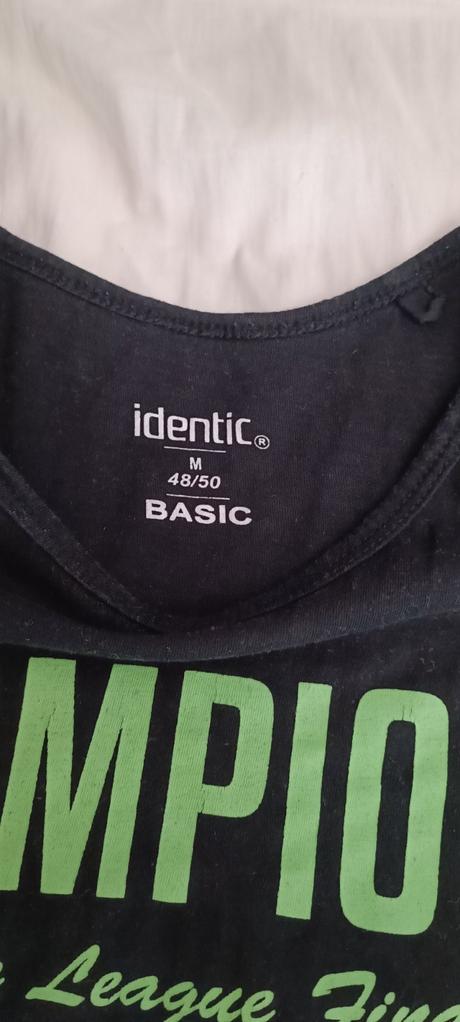 identic®
M
48/50
BASIC
MPIO
League Fin